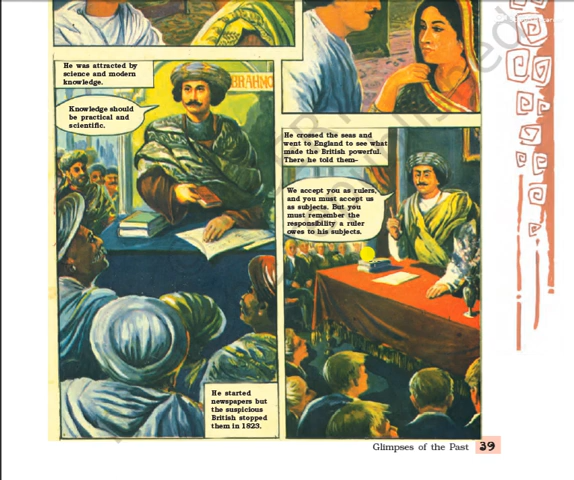 He was attracted by
science and modern
knowledge.
Knowledge should
be practical and
scientific.
BRAHMO
He crossed the seas and
went to England to see what
made the British powerful.
There he told them–
We accept you as rulers,
and you must accept us
as subjects. But you
must remember the
responsibility a ruler
owes to his subjects.
He started
newspapers but
the suspicious
British stopped
them in 1823.
Glimpses of the Past 39